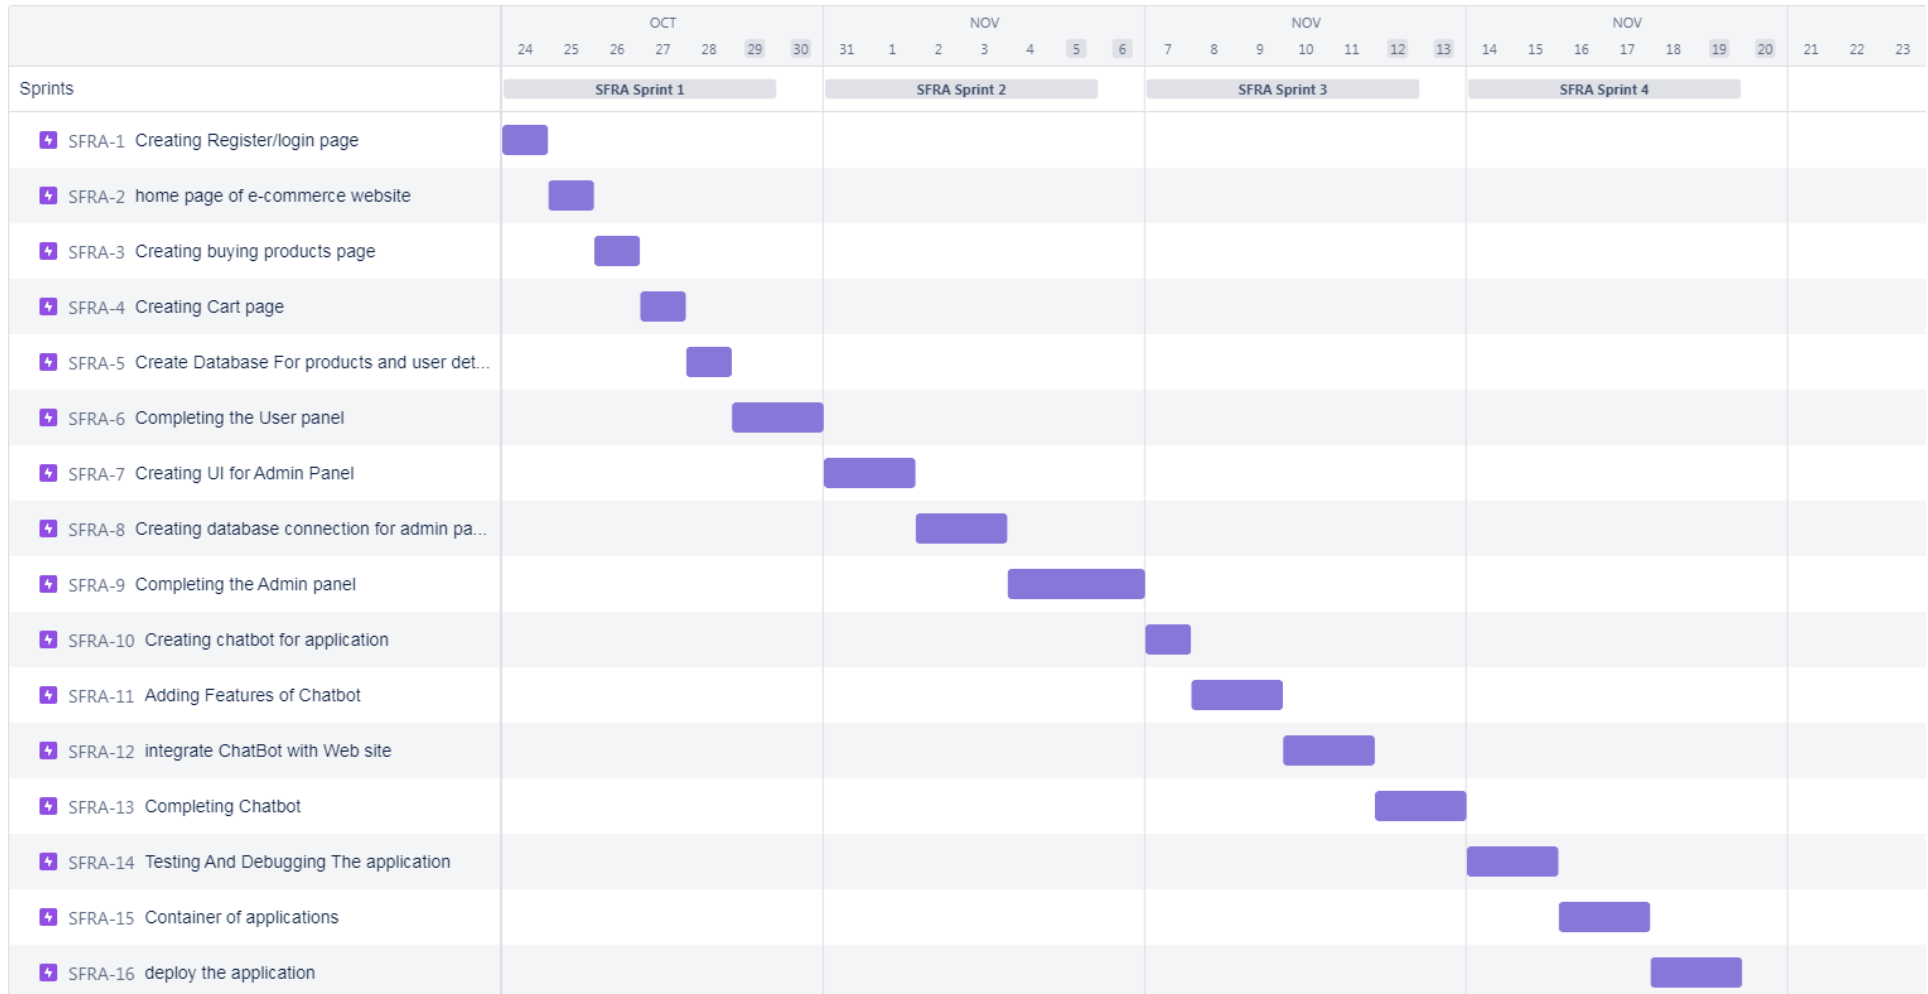 OCT NOV NOV NOV
24 25 26 27 28 29 30 31 1 2 3 4 5 6 7 8 9 10 11 12 13 14 15 16 17 18 19 20 21 22 23
Sprints SFRA Sprint 1 SFRA Sprint 2 SFRA Sprint 3 SFRA Sprint 4
SFRA-1 Creating Register/login page
SFRA-2 home page of e-commerce website
SFRA-3 Creating buying products page
SFRA-4 Creating Cart page
SFRA-5 Create Database For products and user det...
SFRA-6 Completing the User panel
SFRA-7 Creating UI for Admin Panel
SFRA-8 Creating database connection for admin pa...
SFRA-9 Completing the Admin panel
SFRA-10 Creating chatbot for application
SFRA-11 Adding Features of Chatbot
SFRA-12 integrate ChatBot with Web site
SFRA-13 Completing Chatbot
SFRA-14 Testing And Debugging The application
SFRA-15 Container of applications
SFRA-16 deploy the application